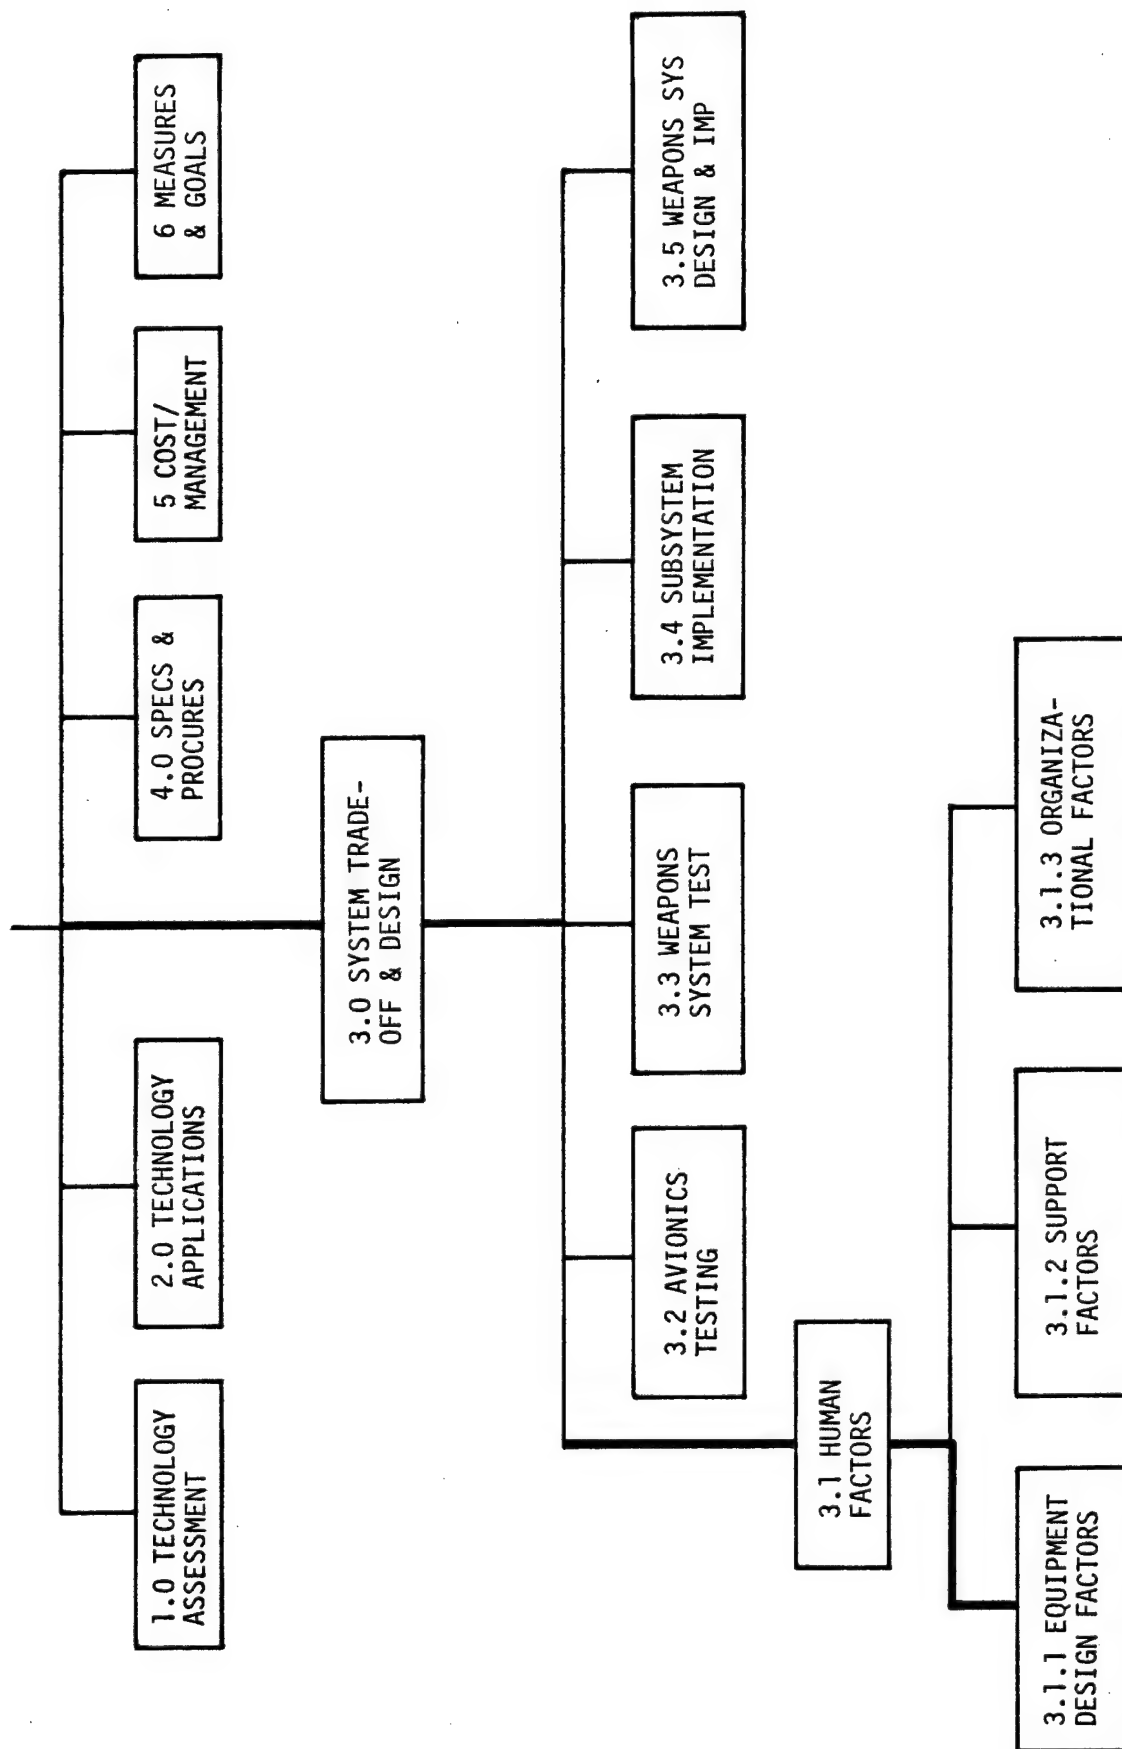 1.0 TECHNOLOGY
ASSESSMENT
2.0 TECHNOLOGY
APPLICATIONS
4.0 SPECS &
PROCURES
5 COST/
MANAGEMENT
6 MEASURES
& GOALS
3.0 SYSTEM TRADE-
OFF & DESIGN
3.2 AVIONICS
TESTING
3.3 WEAPONS
SYSTEM TEST
3.4 SUBSYSTEM
IMPLEMENTATION
3.5 WEAPONS SYS
DESIGN & IMP
3.1 HUMAN
FACTORS
3.1.1 EQUIPMENT
DESIGN FACTORS
3.1.2 SUPPORT
FACTORS
3.1.3 ORGANIZA-
TIONAL FACTORS